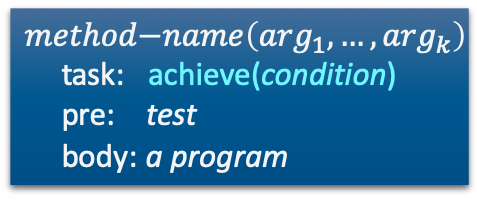 method−name(arg₁, … , argₖ)
task: achieve(condition)
pre: test
body: a program